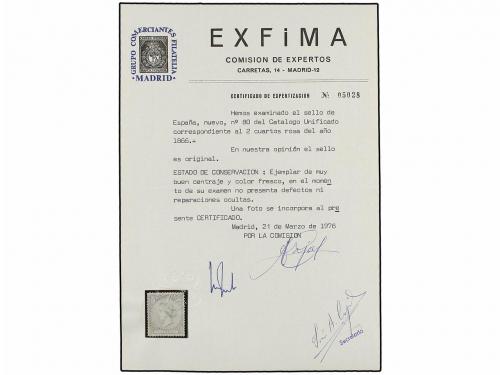 GRUPO COMERCIANTES FILATELIA
• MADRID •
EXFiMA
COMISION DE EXPERTOS
CARRETAS, 14 - MADRID-12
CERTIFICADO DE EXPERTIZACION Nº 05028
Hemos examinado el sello de
España, nuevo, nº 80 del Catálogo Unificado
correspondiente al 2 cuartos rosa del año
1866.-
En nuestra opinión el sello
es original.
ESTADO DE CONSERVACION : Ejemplar de muy
buen centraje y color fresco, en el momen
to de su examen no presenta defectos ni
reparaciones ocultas.
Una foto se incorpora al pre
sente CERTIFICADO.
Madrid, 21 de Marzo de 1976
POR LA COMISION
Secretario